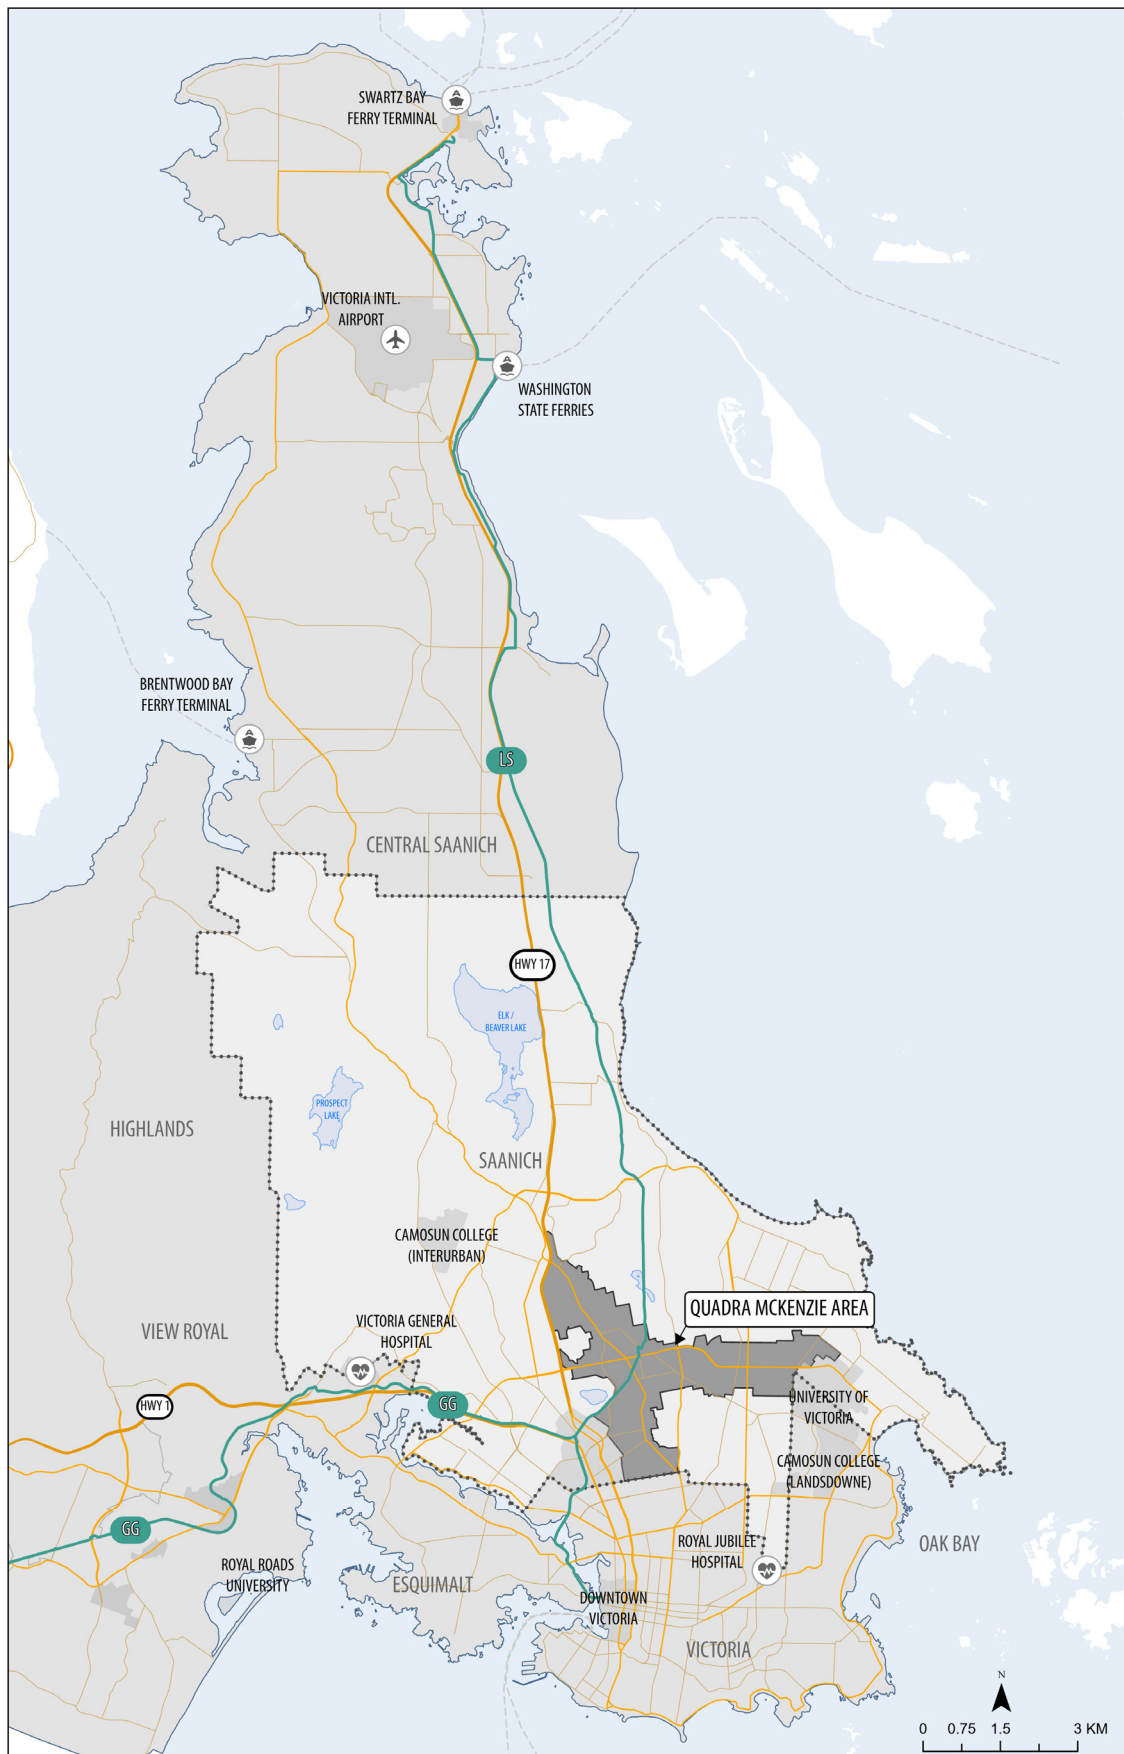 SWARTZ BAY
FERRY TERMINAL
VICTORIA INTL.
AIRPORT
WASHINGTON
STATE FERRIES
BRENTWOOD BAY
FERRY TERMINAL
LS
CENTRAL SAANICH
HWY 17
ELK /
BEAVER LAKE
PROSPECT
LAKE
HIGHLANDS
SAANICH
CAMOSUN COLLEGE
(INTERURBAN)
QUADRA MCKENZIE AREA
VICTORIA GENERAL
HOSPITAL
VIEW ROYAL
HWY 1
GG
UNIVERSITY OF
VICTORIA
CAMOSUN COLLEGE
(LANDSDOWNE)
GG
ROYAL JUBILEE
HOSPITAL
OAK BAY
ROYAL ROADS
UNIVERSITY
ESQUIMALT
DOWNTOWN
VICTORIA
VICTORIA
N
0 0.75 1.5 3 KM